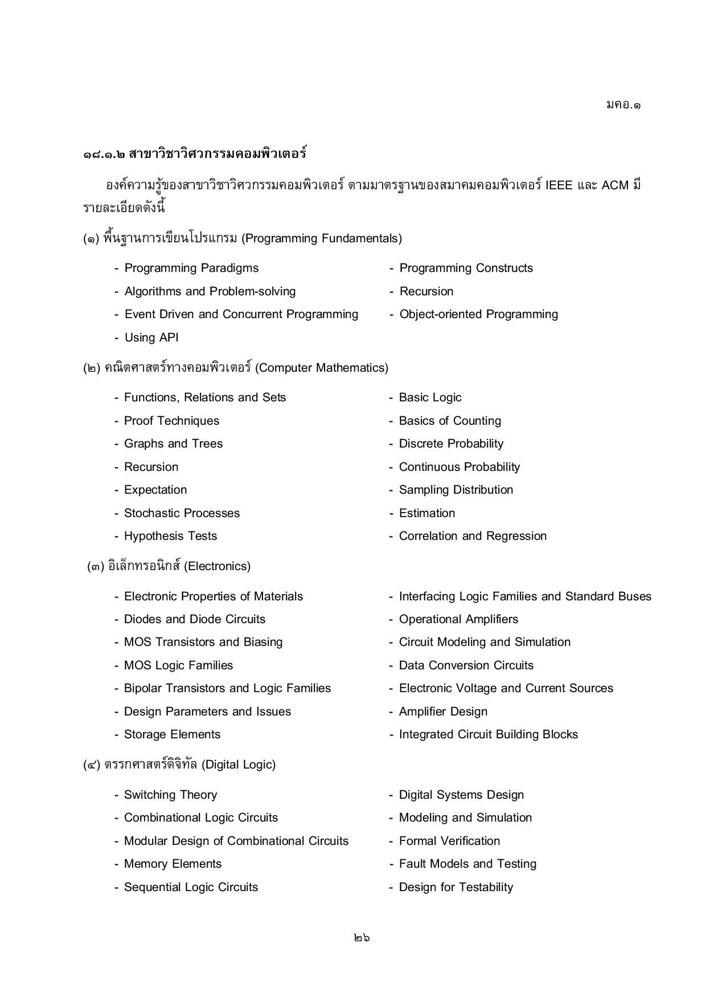 มคอ.๑
๑๘.๑.๒ สาขาวิชาวิศวกรรมคอมพิวเตอร์
องค์ความรู้ของสาขาวิชาวิศวกรรมคอมพิวเตอร์ ตามมาตรฐานของสมาคมคอมพิวเตอร์ IEEE และ ACM มี
รายละเอียดดังนี้
(๑) พื้นฐานการเขียนโปรแกรม (Programming Fundamentals)
- Programming Paradigms - Programming Constructs
- Algorithms and Problem-solving - Recursion
- Event Driven and Concurrent Programming - Object-oriented Programming
- Using API
(๒) คณิตศาสตร์ทางคอมพิวเตอร์ (Computer Mathematics)
- Functions, Relations and Sets - Basic Logic
- Proof Techniques - Basics of Counting
- Graphs and Trees - Discrete Probability
- Recursion - Continuous Probability
- Expectation - Sampling Distribution
- Stochastic Processes - Estimation
- Hypothesis Tests - Correlation and Regression
(๓) อิเล็กทรอนิกส์ (Electronics)
- Electronic Properties of Materials - Interfacing Logic Families and Standard Buses
- Diodes and Diode Circuits - Operational Amplifiers
- MOS Transistors and Biasing - Circuit Modeling and Simulation
- MOS Logic Families - Data Conversion Circuits
- Bipolar Transistors and Logic Families - Electronic Voltage and Current Sources
- Design Parameters and Issues - Amplifier Design
- Storage Elements - Integrated Circuit Building Blocks
(๔) ตรรกศาสตร์ดิจิทัล (Digital Logic)
- Switching Theory - Digital Systems Design
- Combinational Logic Circuits - Modeling and Simulation
- Modular Design of Combinational Circuits - Formal Verification
- Memory Elements - Fault Models and Testing
- Sequential Logic Circuits - Design for Testability
๒๖